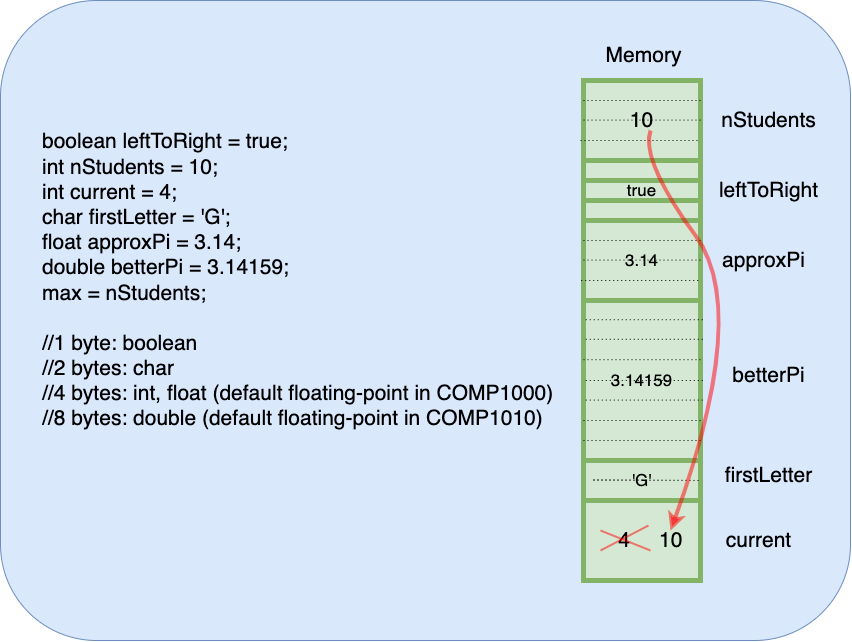 boolean leftToRight = true;
int nStudents = 10;
int current = 4;
char firstLetter = 'G';
float approxPi = 3.14;
double betterPi = 3.14159;
max = nStudents;
//1 byte: boolean
//2 bytes: char
//4 bytes: int, float (default floating-point in COMP1000)
//8 bytes: double (default floating-point in COMP1010)
Memory
10 nStudents
true leftToRight
3.14 approxPi
3.14159 betterPi
'G' firstLetter
4 10 current